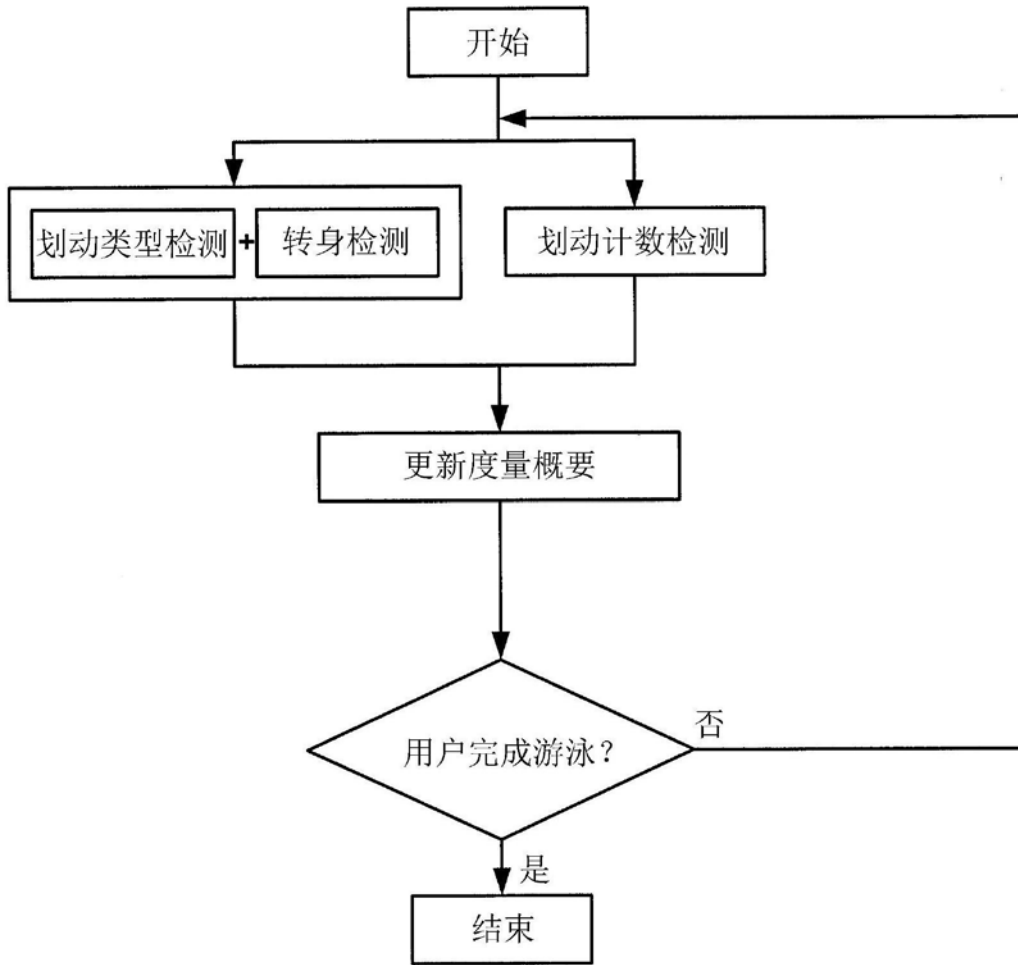 开始
划动类型检测
+
转身检测
划动计数检测
更新度量概要
用户完成游泳？
否
是
结束